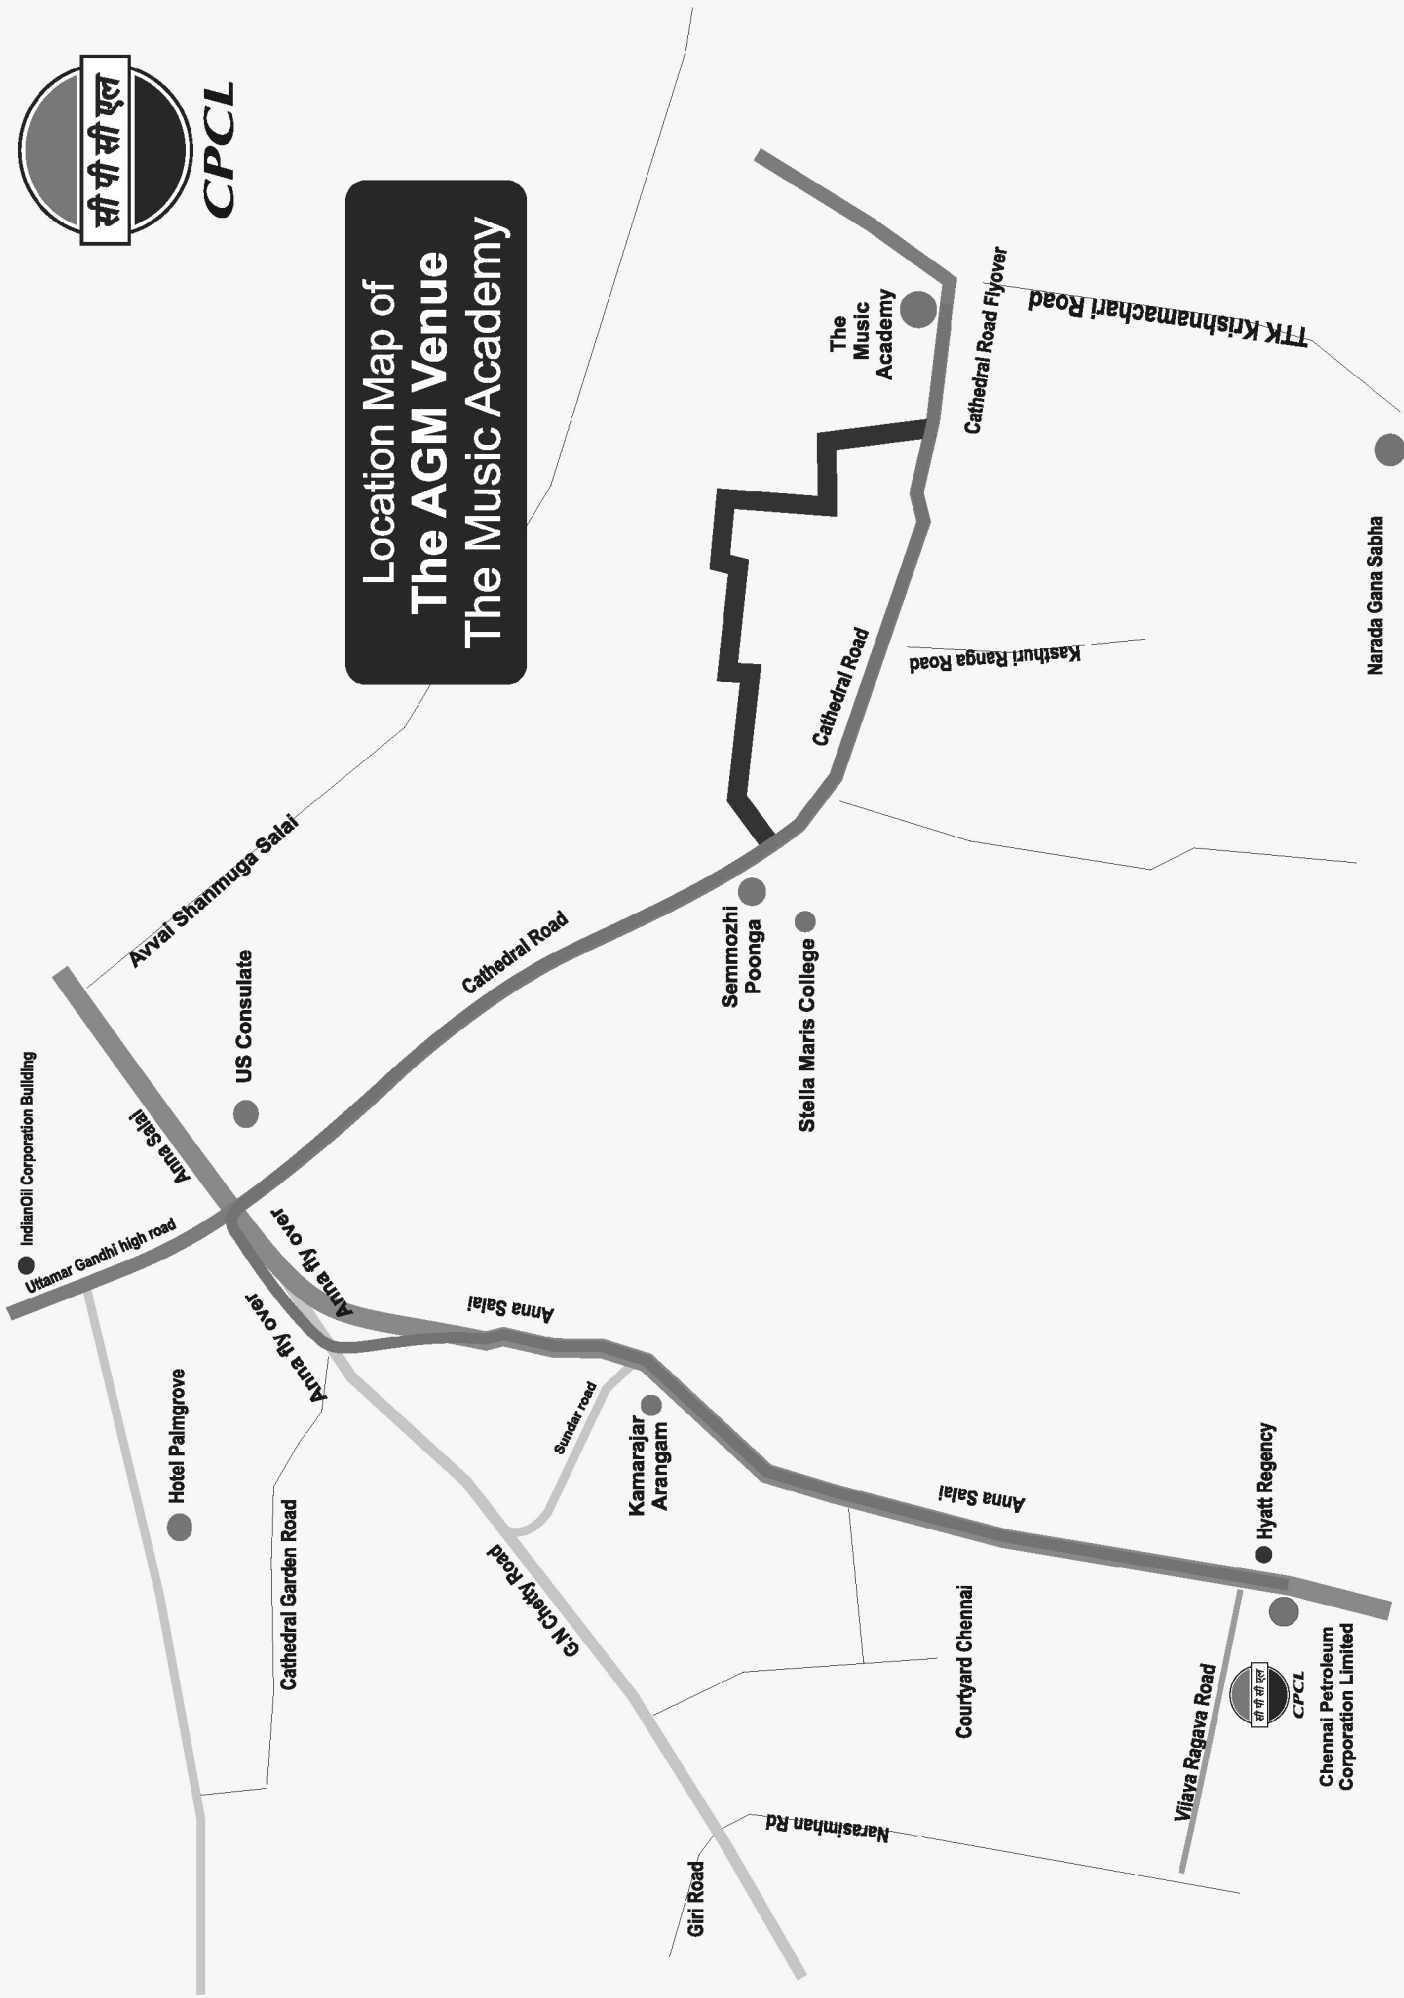 सी पी सी एल
CPCL
Location Map of
The AGM Venue
The Music Academy
IndianOil Corporation Building
Uttamar Gandhi high road
Anna Salai
Avvai Shanmuga Salai
US Consulate
Anna fly over
Anna fly over
Hotel Palmgrove
Cathedral Garden Road
Cathedral Road
Anna Salai
Sundar road
G.N Chetty Road
Kamarajar
Arangam
Semmozhi
Poonga
Stella Maris College
Cathedral Road
The
Music
Academy
Cathedral Road Flyover
TTK Krishnamachari Road
Kasthuri Ranga Road
Narada Gana Sabha
Anna Salai
Courtyard Chennai
Giri Road
Narasimhan Rd
Vijaya Ragava Road
Hyatt Regency
सी पी सी एल
CPCL
Chennai Petroleum
Corporation Limited